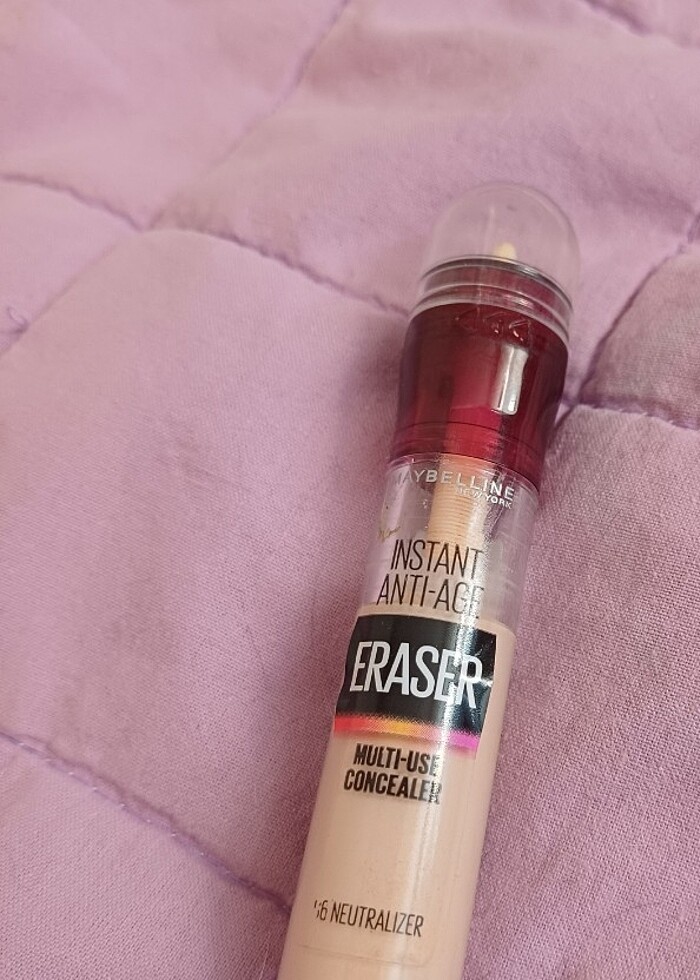 MAYBELLINE
NEW YORK
INSTANT
ANTI-AGE
ERASER
MULTI-USE
CONCEALER
NEUTRALIZER